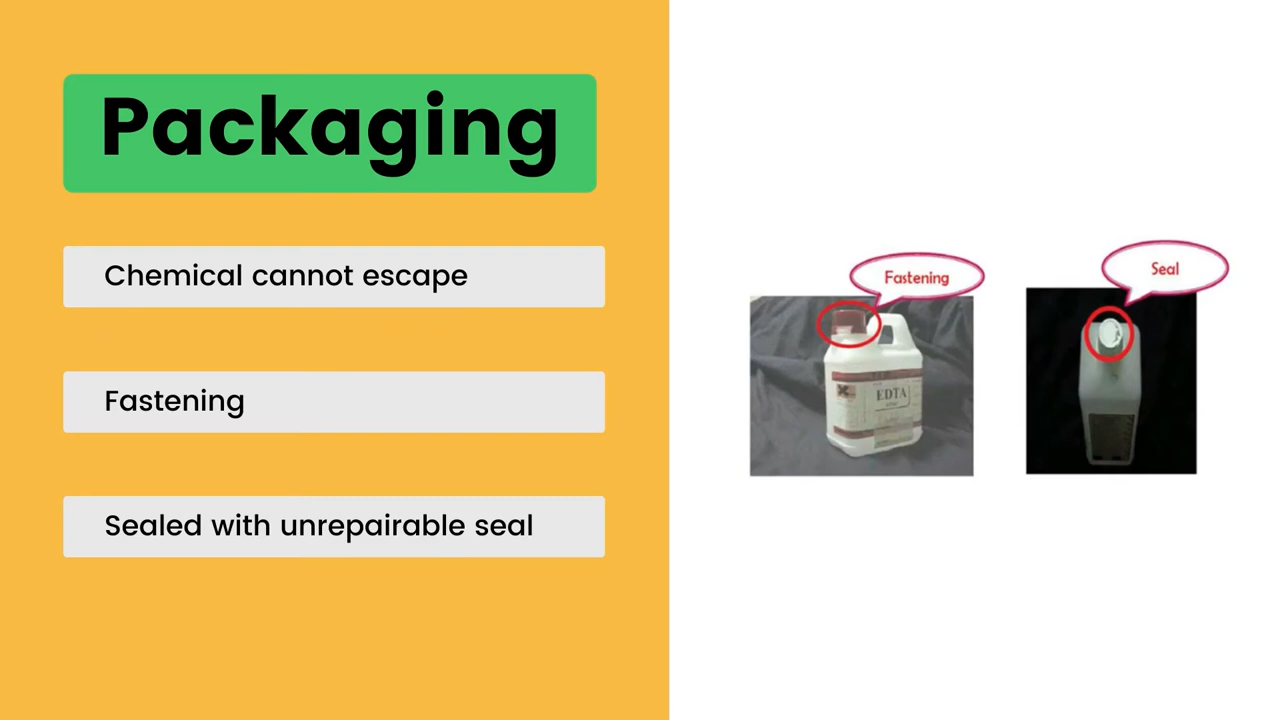 Packaging
Chemical cannot escape
Fastening
Sealed with unrepairable seal
Fastening
EDTA
Seal